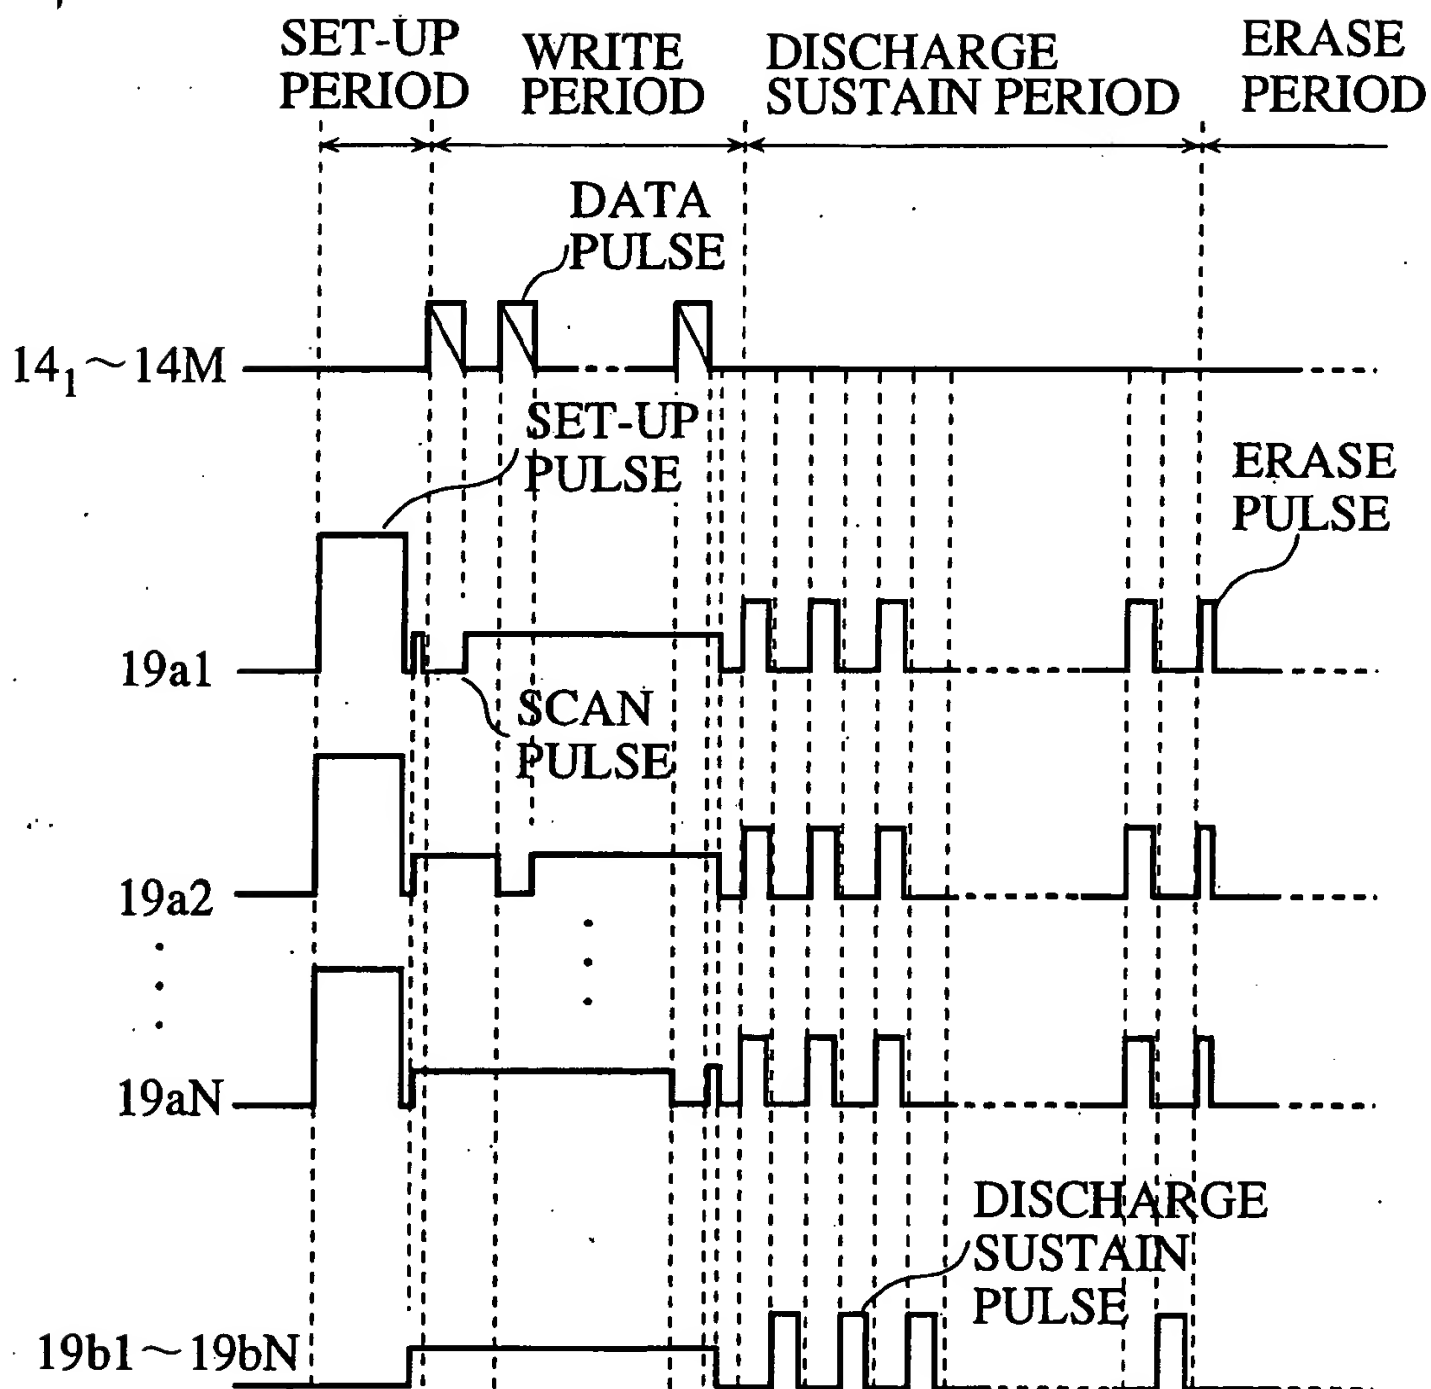 SET-UP
PERIOD
WRITE
PERIOD
DISCHARGE
SUSTAIN PERIOD
ERASE
PERIOD
DATA
PULSE
14₁~14M
SET-UP
PULSE
ERASE
PULSE
19a1
SCAN
PULSE
19a2
19aN
DISCHARGE
SUSTAIN
PULSE
19b1~19bN